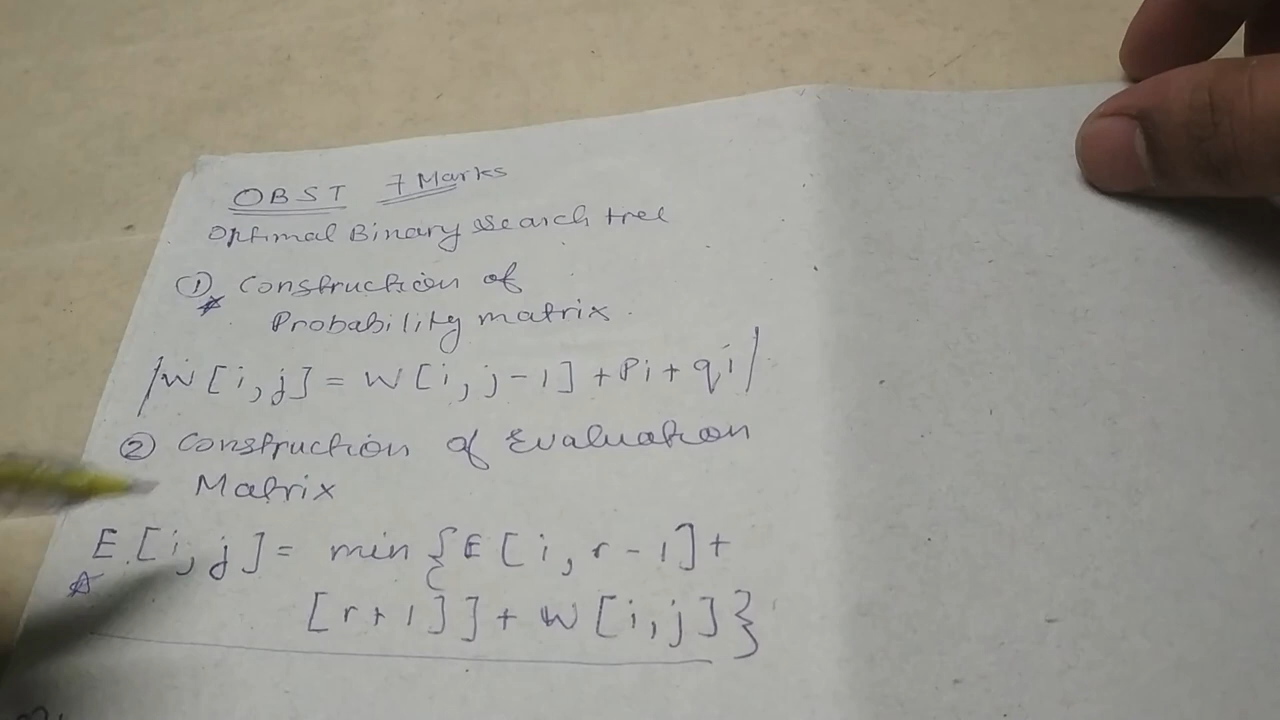 OBST 7 Marks
Optimal Binary Search tree
① Construction of
Probability matrix.
W[i,j] = W[i, j-1] + Pi + qi
② Construction of Evaluation
Matrix
E[i,j] = min {E[i, r-1] +
[r+1]] + W[i,j]}